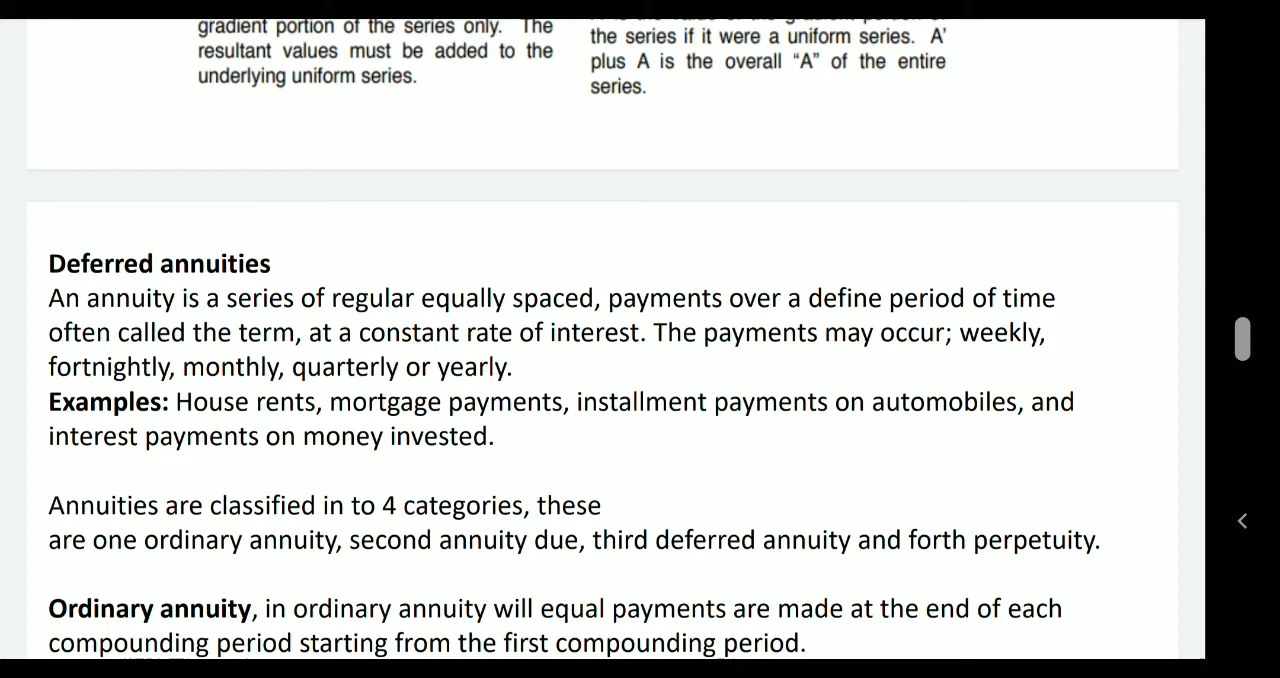 gradient portion of the series only. The
resultant values must be added to the
underlying uniform series.
the series if it were a uniform series. A'
plus A is the overall “A” of the entire
series.
Deferred annuities
An annuity is a series of regular equally spaced, payments over a define period of time
often called the term, at a constant rate of interest. The payments may occur; weekly,
fortnightly, monthly, quarterly or yearly.
Examples: House rents, mortgage payments, installment payments on automobiles, and
interest payments on money invested.
Annuities are classified in to 4 categories, these
are one ordinary annuity, second annuity due, third deferred annuity and forth perpetuity.
Ordinary annuity, in ordinary annuity will equal payments are made at the end of each
compounding period starting from the first compounding period.